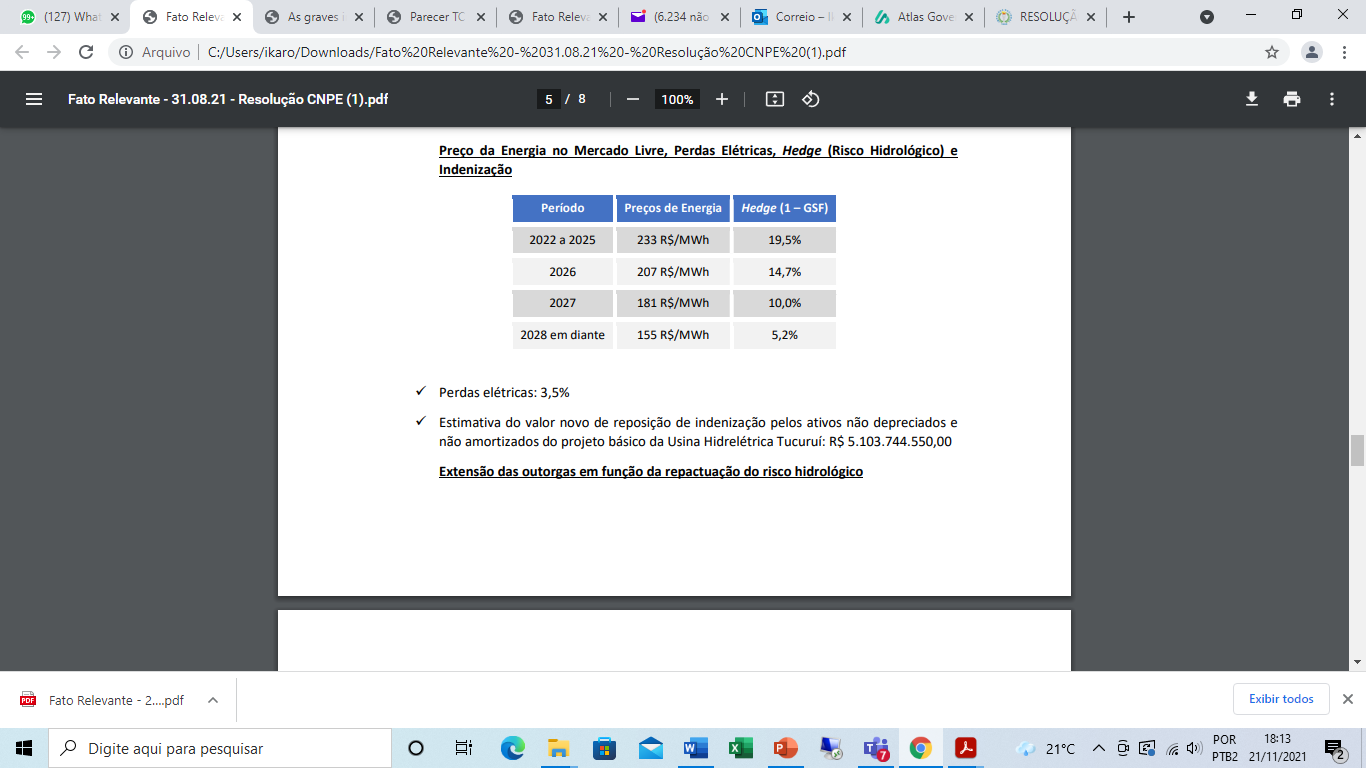 (127) What
Fato Releva
As graves i
Parecer TC
Fato Releva
(6.234 não
Correio – I
Atlas Gove
RESOLUÇÃ
Arquivo | C:/Users/ikaro/Downloads/Fato%20Relevante%20-%2031.08.21%20-%20Resolução%20CNPE%20(1).pdf
Fato Relevante - 31.08.21 - Resolução CNPE (1).pdf
5 / 8
100%
Preço da Energia no Mercado Livre, Perdas Elétricas, Hedge (Risco Hidrológico) e
Indenização
Período Preços de Energia Hedge (1 – GSF)
2022 a 2025 233 R$/MWh 19,5%
2026 207 R$/MWh 14,7%
2027 181 R$/MWh 10,0%
2028 em diante 155 R$/MWh 5,2%
✓ Perdas elétricas: 3,5%
✓ Estimativa do valor novo de reposição de indenização pelos ativos não depreciados e
não amortizados do projeto básico da Usina Hidrelétrica Tucuruí: R$ 5.103.744.550,00
Extensão das outorgas em função da repactuação do risco hidrológico
Fato Relevante - 2....pdf
Exibir todos
Digite aqui para pesquisar
7
21°C
POR
PTB2
18:13
21/11/2021
2